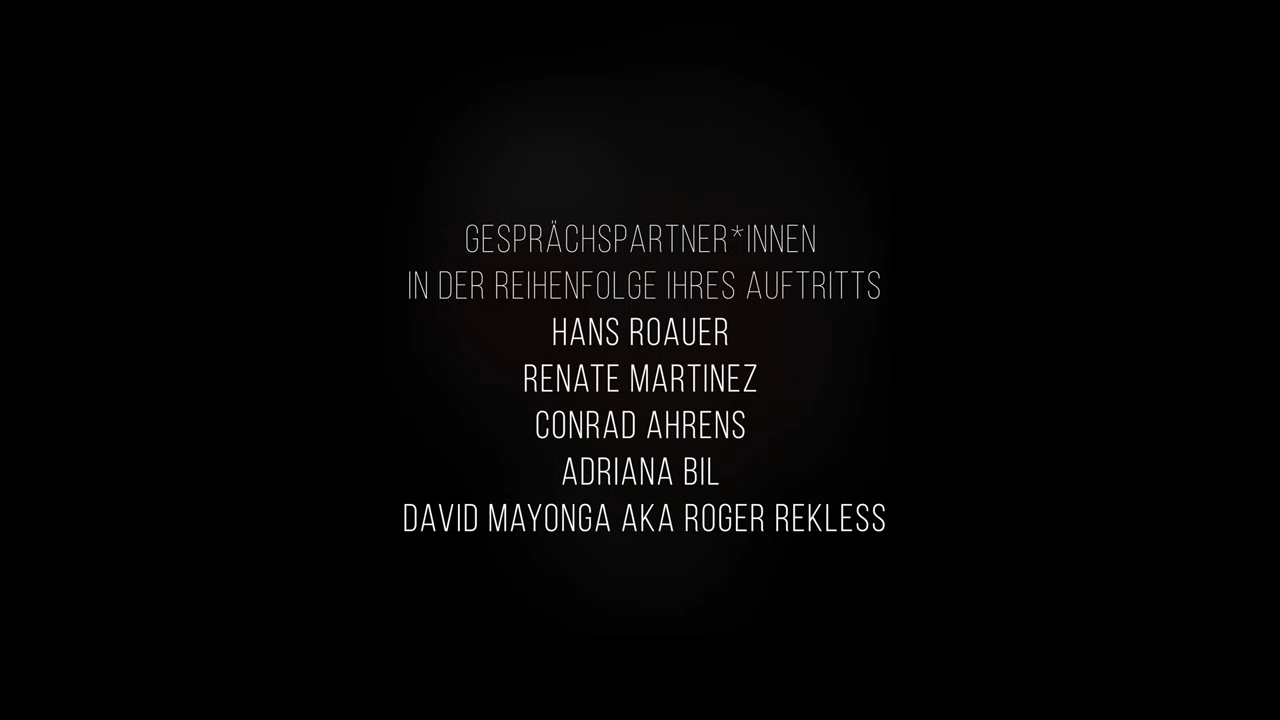 GESPRÄCHSPARTNER*INNEN
IN DER REIHENFOLGE IHRES AUFTRITTS
HANS ROAUER
RENATE MARTINEZ
CONRAD AHRENS
ADRIANA BIL
DAVID MAYONGA AKA ROGER REKLESS